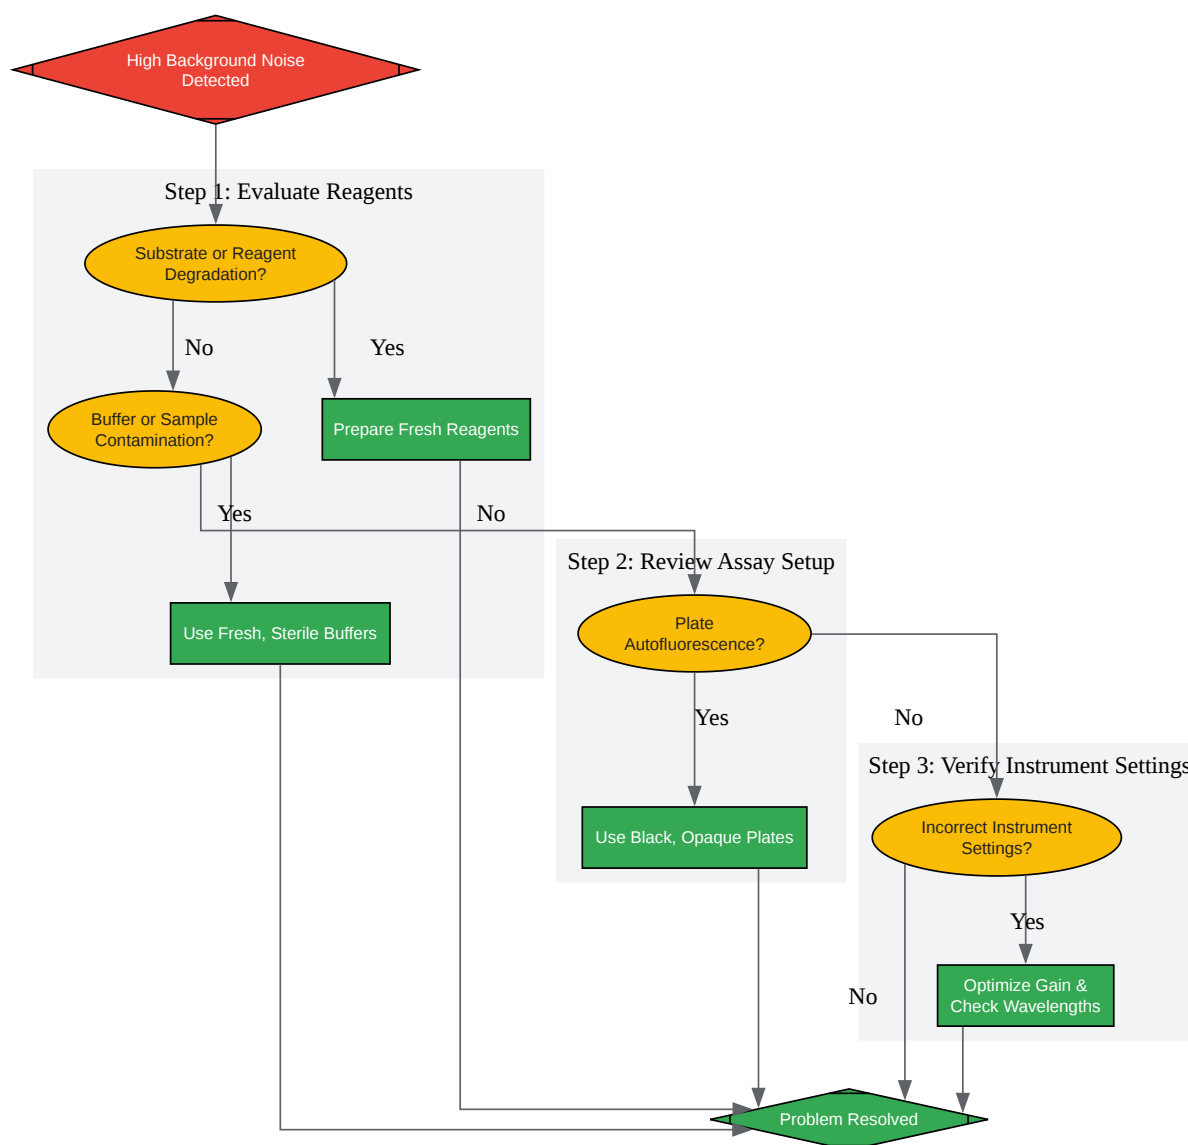 High Background Noise
Detected
Step 1: Evaluate Reagents
Substrate or Reagent
Degradation?
No
Yes
Buffer or Sample
Contamination?
Prepare Fresh Reagents
Yes
No
Step 2: Review Assay Setup
Use Fresh, Sterile Buffers
Plate
Autofluorescence?
Yes
No
Step 3: Verify Instrument Settings
Use Black, Opaque Plates
Incorrect Instrument
Settings?
Yes
No
Optimize Gain &
Check Wavelengths
Problem Resolved